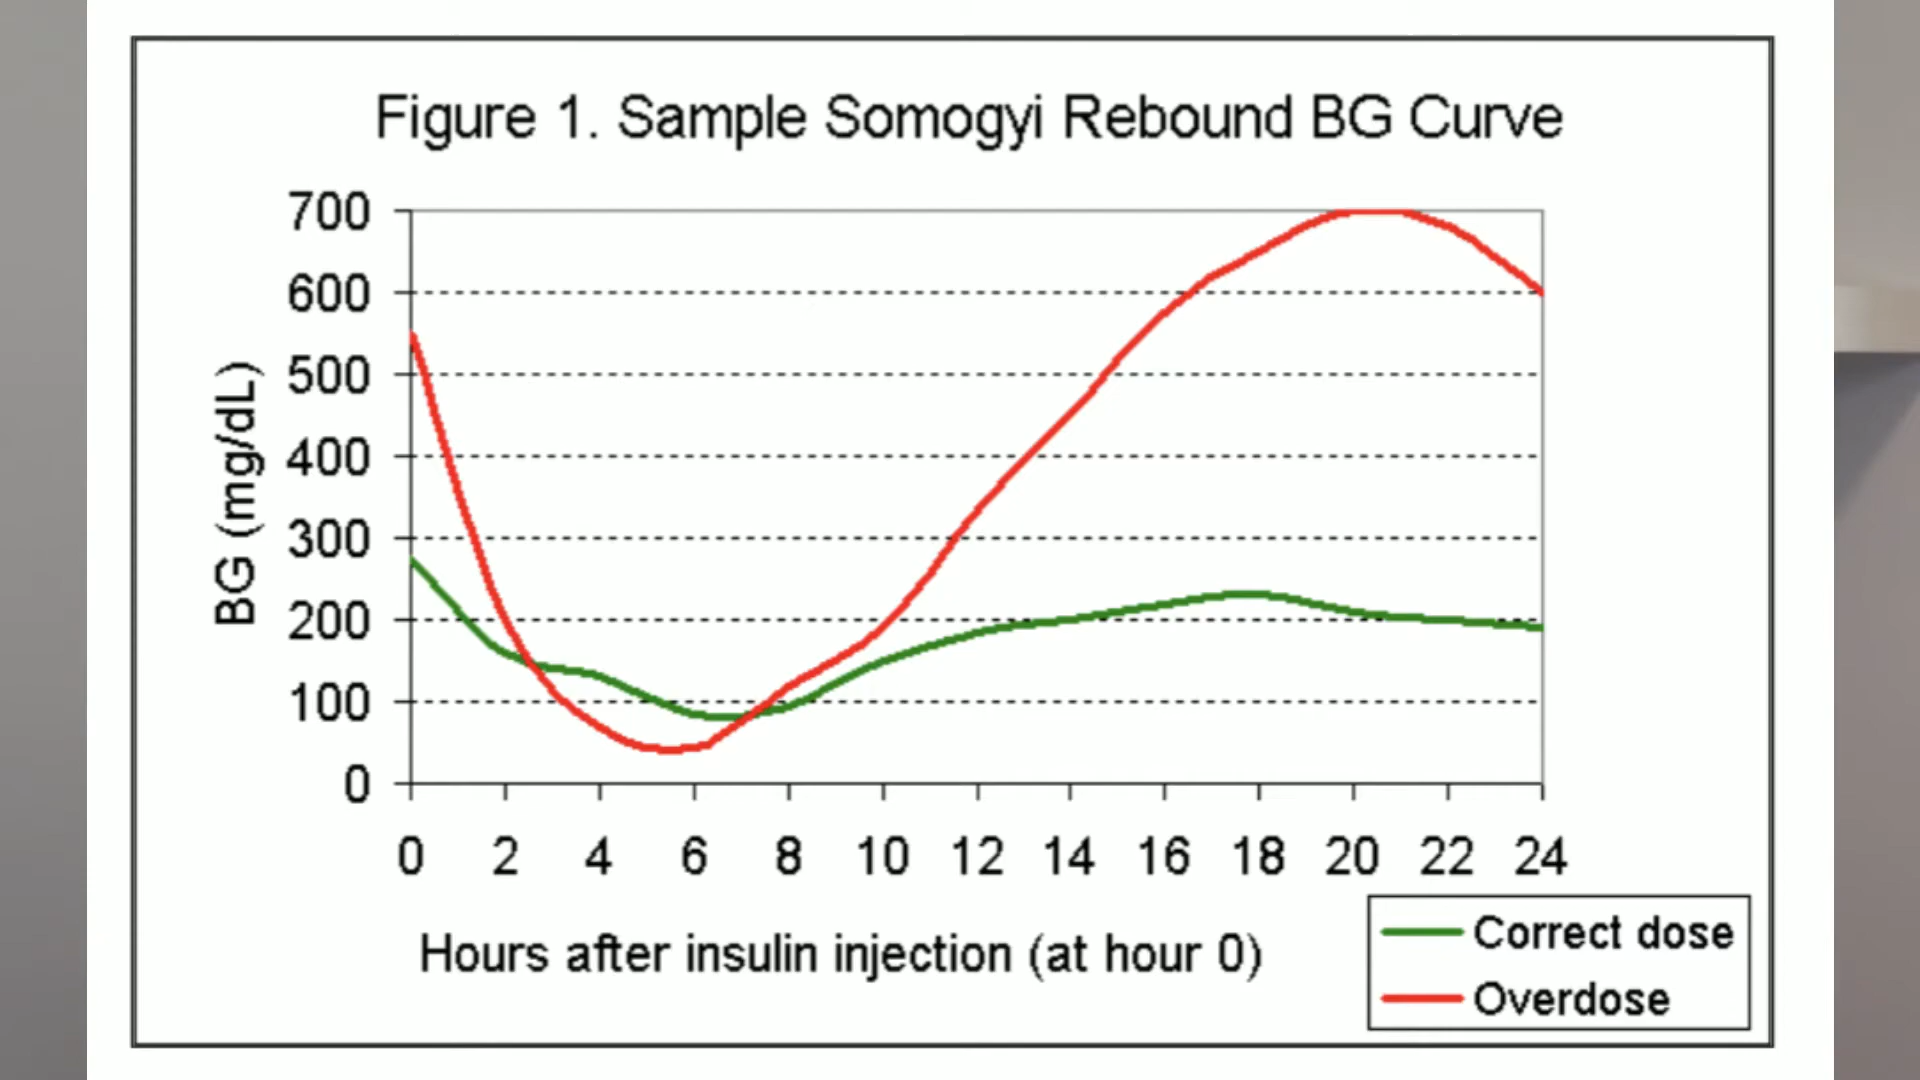 Figure 1. Sample Somogyi Rebound BG Curve
700
600
500
400
300
200
100
0
BG (mg/dL)
0 2 4 6 8 10 12 14 16 18 20 22 24
Hours after insulin injection (at hour 0)
Correct dose
Overdose